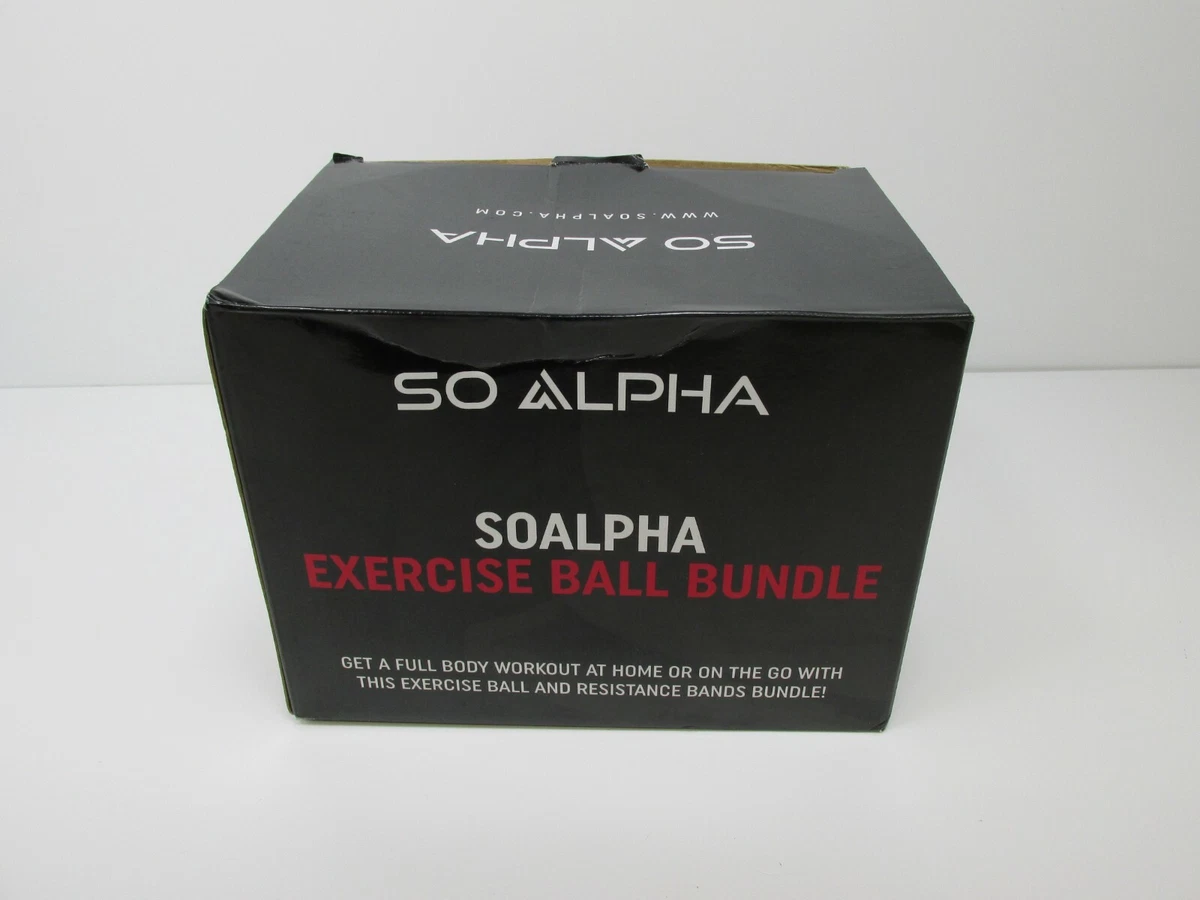 WWW.SOALPHA.COM
SO ALPHA
SO ALPHA
SOALPHA
EXERCISE BALL BUNDLE
GET A FULL BODY WORKOUT AT HOME OR ON THE GO WITH
THIS EXERCISE BALL AND RESISTANCE BANDS BUNDLE!